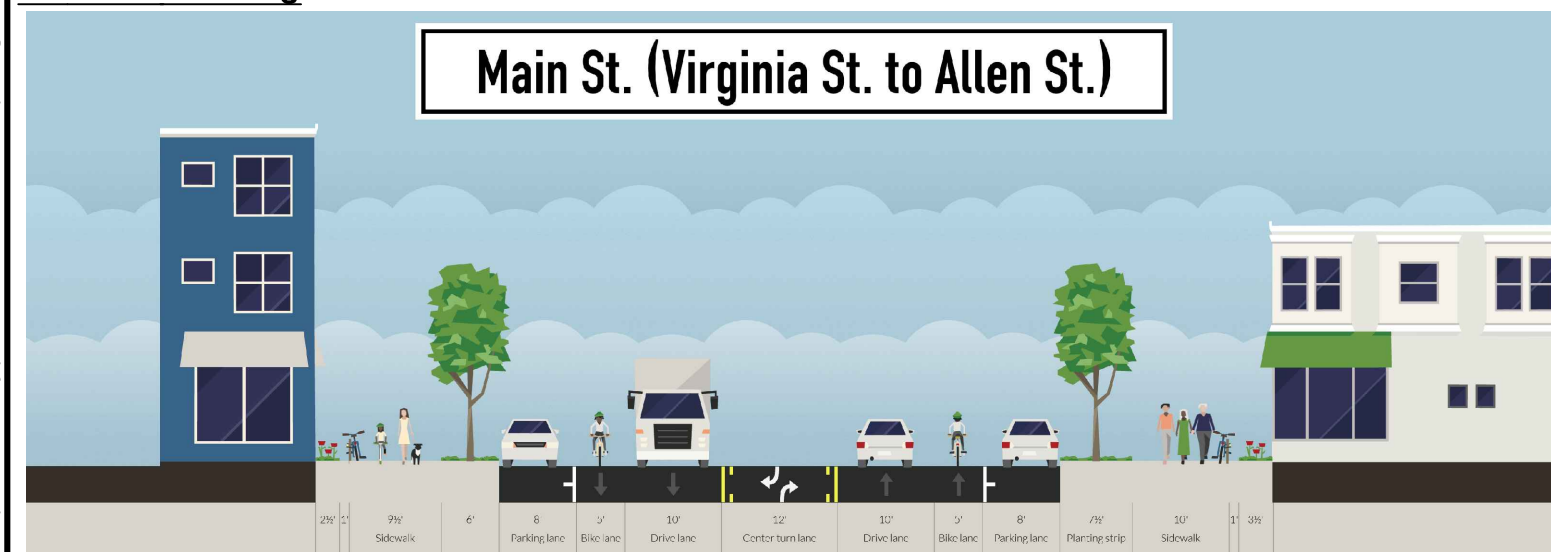 Main St. (Virginia St. to Allen St.)
2½' 1' 9½' 6' 8 5' 10' 12' 10' 5' 8' 7½' 10' 1' 3½'
Sidewalk Parking lane Bike lane Drive lane Center turn lane Drive lane Bike lane Parking lane Planting strip Sidewalk